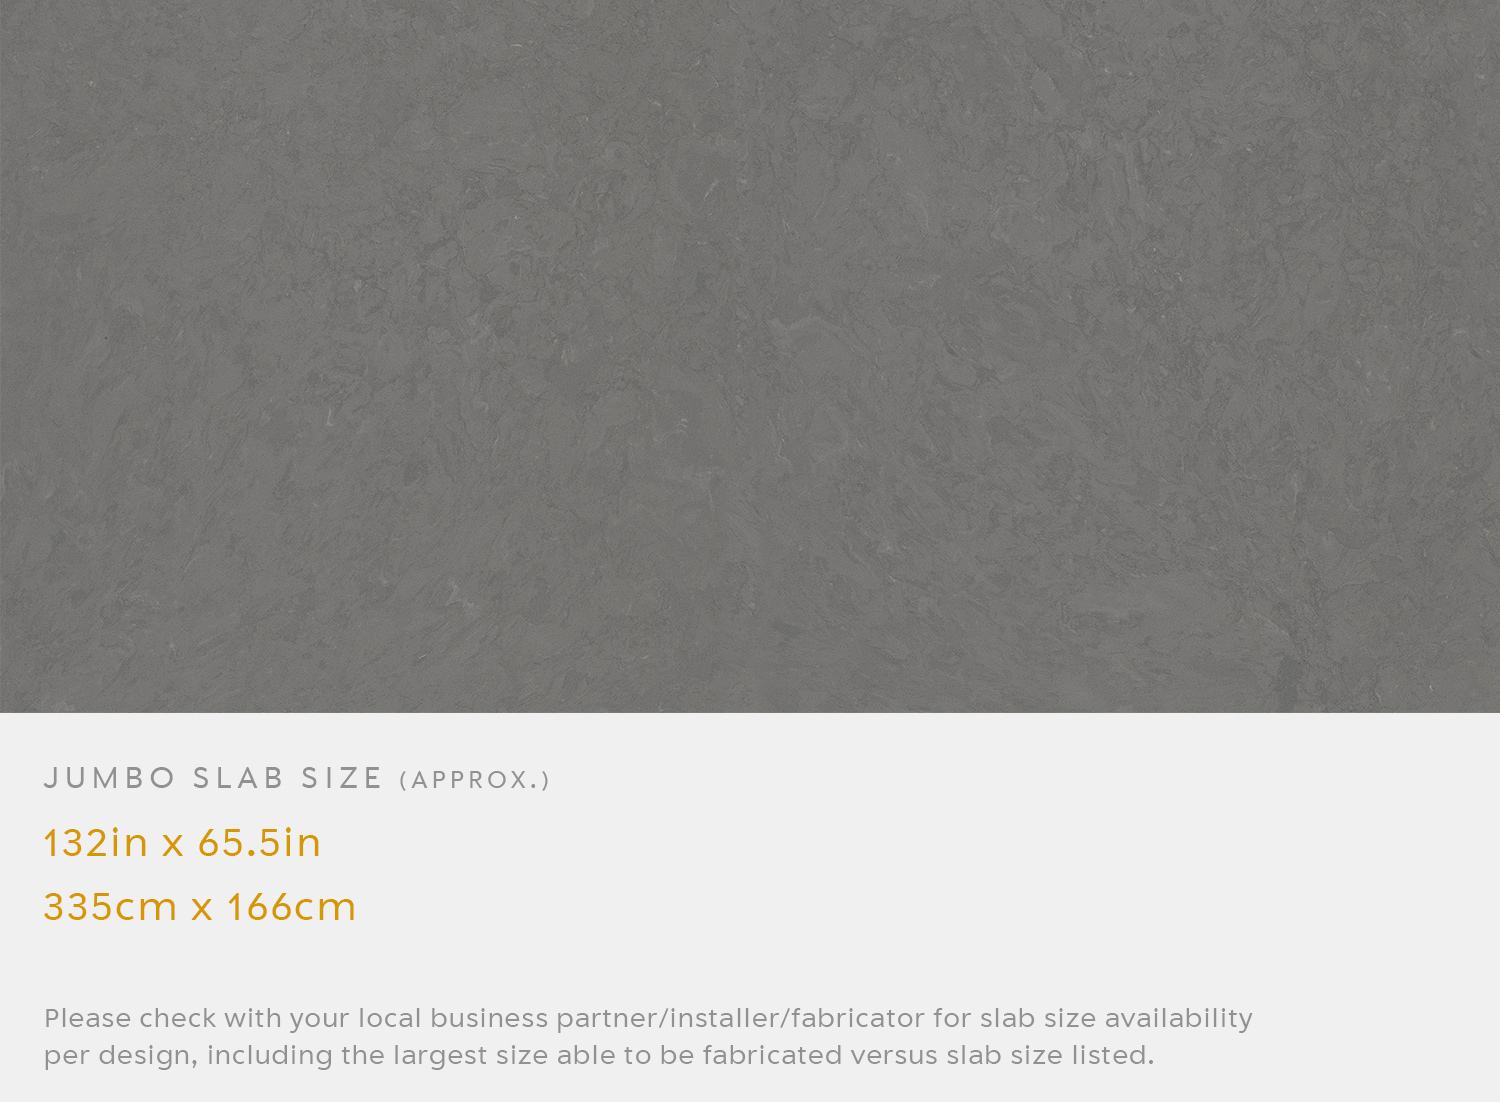 JUMBO SLAB SIZE (APPROX.)
132in x 65.5in
335cm x 166cm
Please check with your local business partner/installer/fabricator for slab size availability
per design, including the largest size able to be fabricated versus slab size listed.